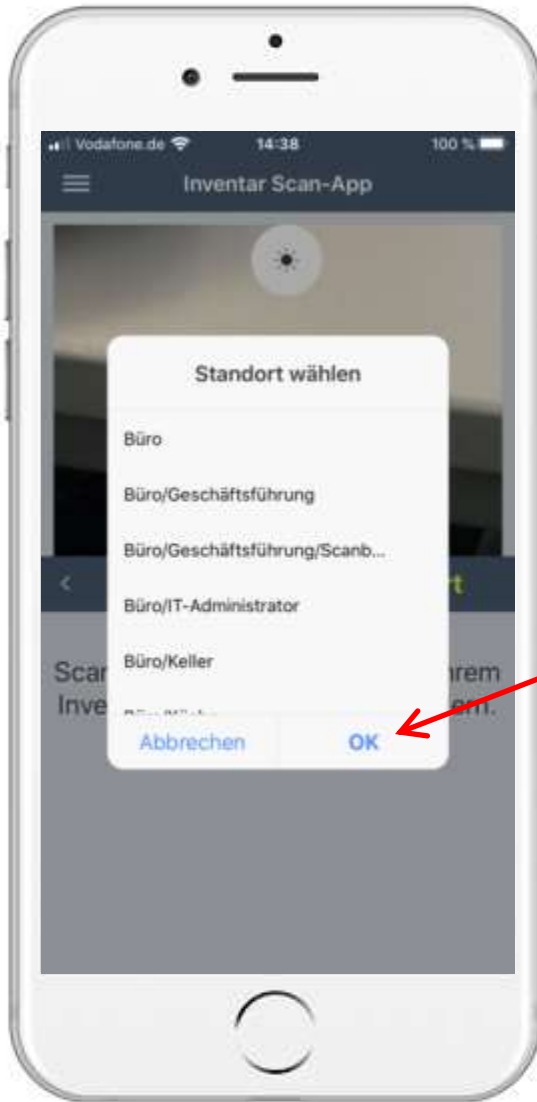 Vodafone.de 14:38 100 %
Inventar Scan-App
Standort wählen
Büro
Büro/Geschäftsführung
Büro/Geschäftsführung/Scanb...
Büro/IT-Administrator
Büro/Keller
Abbrechen OK